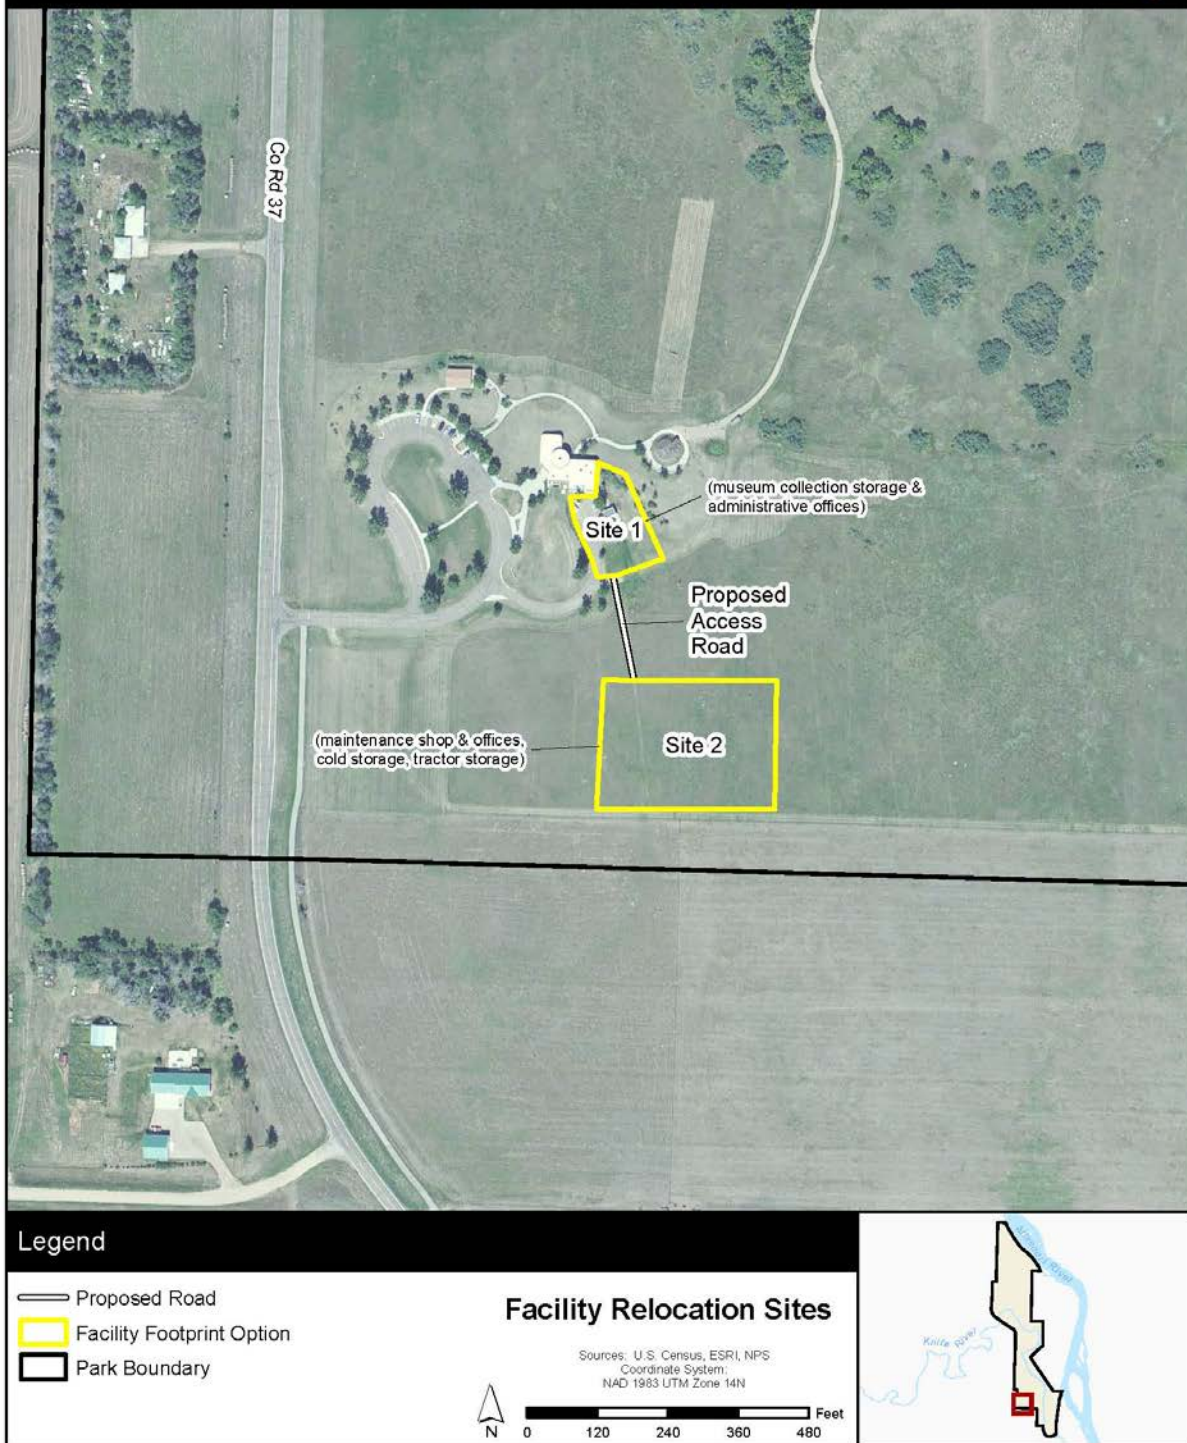 Co Rd 37
(museum collection storage &
administrative offices)
Site 1
Proposed
Access
Road
(maintenance shop & offices,
cold storage, tractor storage)
Site 2
Legend
Proposed Road
Facility Footprint Option
Park Boundary
Facility Relocation Sites
Sources: U.S. Census, ESRI, NPS
Coordinate System:
NAD 1983 UTM Zone 14N
N
Feet
0 120 240 360 480
River
Knife River